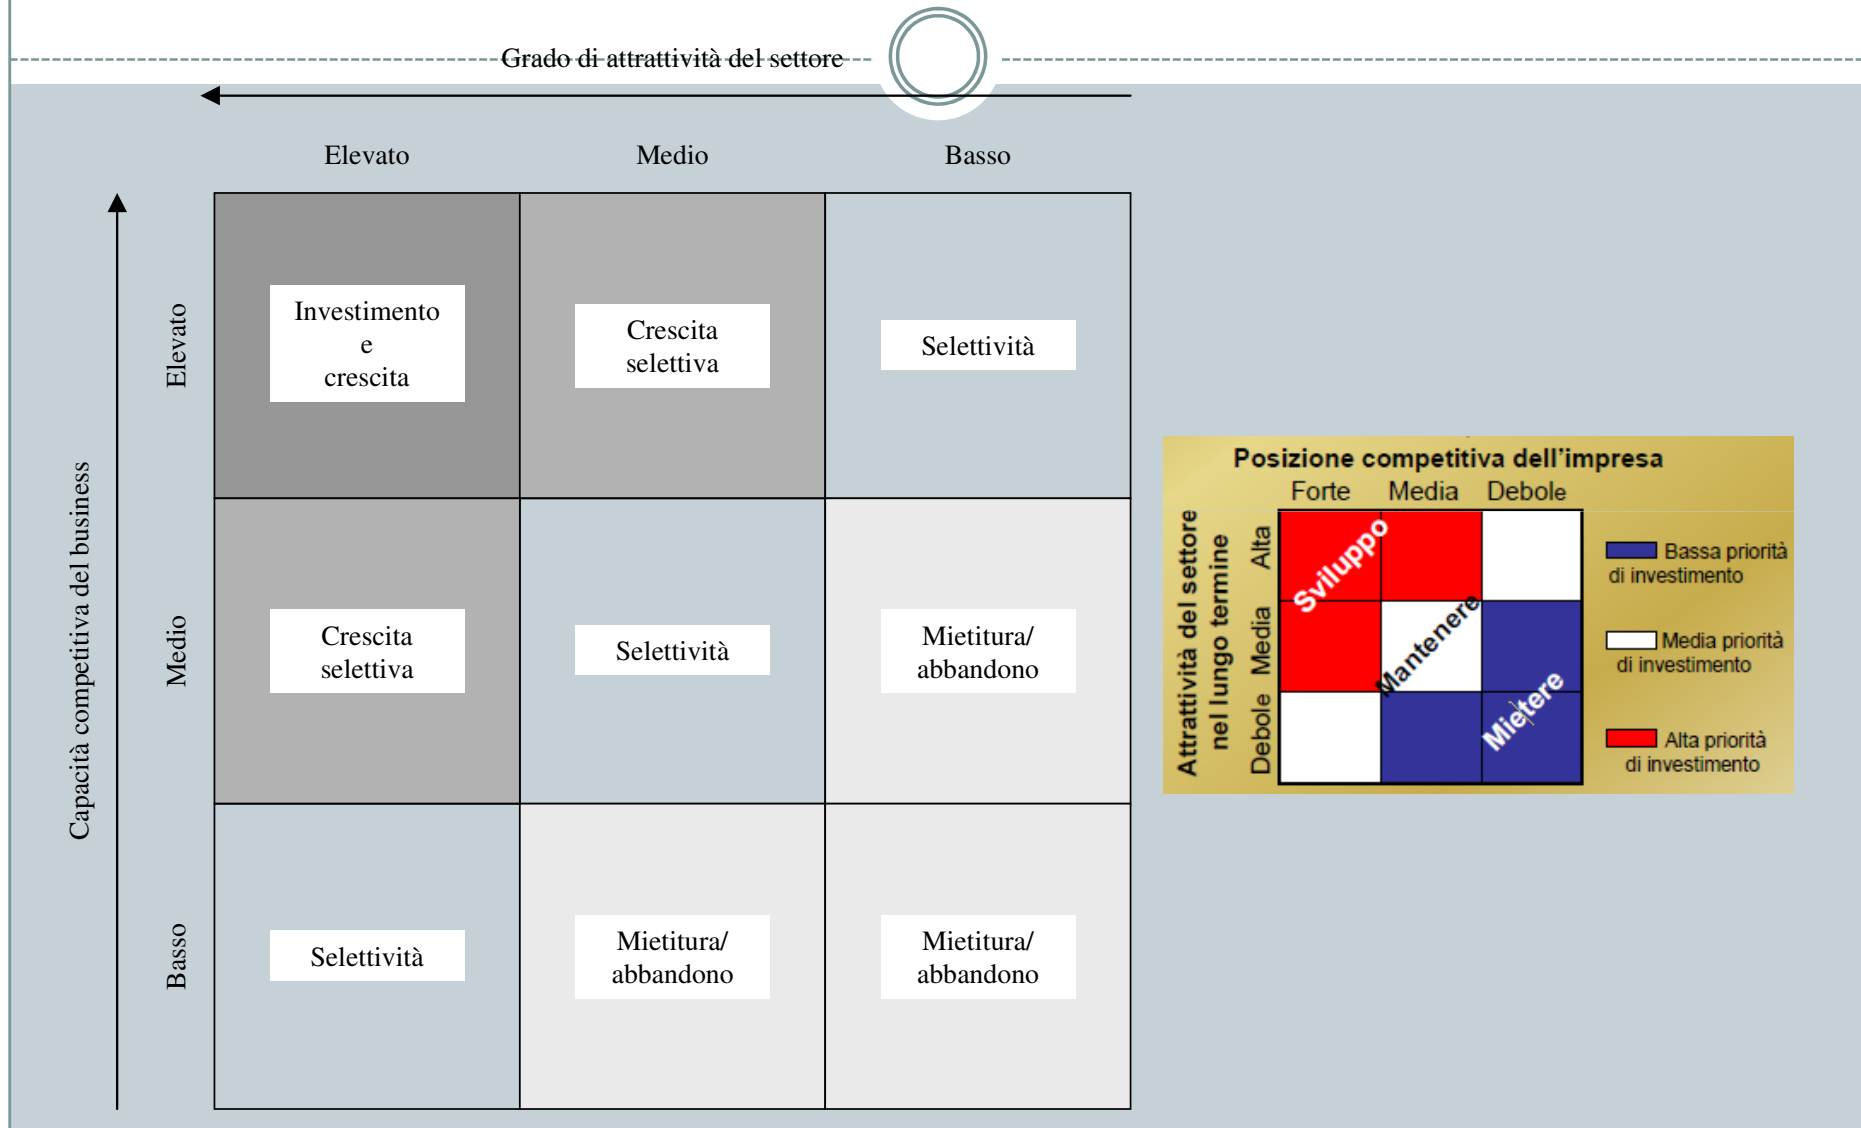 Grado di attrattività del settore
Elevato Medio Basso
Capacità competitiva del business
Elevato
Investimento
e
crescita
Crescita
selettiva
Selettività
Medio
Crescita
selettiva
Selettività
Mietitura/
abbandono
Basso
Selettività
Mietitura/
abbandono
Mietitura/
abbandono
Posizione competitiva dell'impresa
Forte Media Debole
Attrattività del settore
nel lungo termine
Alta
Media
Debole
Sviluppo
Mantenere
Mietere
Bassa priorità
di investimento
Media priorità
di investimento
Alta priorità
di investimento